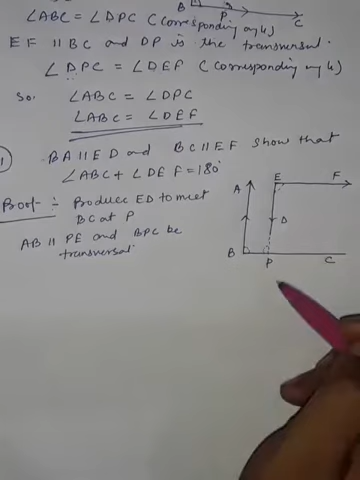 B P C
∠ABC = ∠DPC (Corresponding ∠s)
EF ∥ BC and DP is the transversal.
∠DPC = ∠DEF (Corresponding ∠s)
So. ∠ABC = ∠DPC
∠ABC = ∠DEF
BA ∥ ED and BC ∥ EF show that
∠ABC + ∠DEF = 180°
Proof :- Produce ED to meet
BC at P
AB ∥ PE and BPC be
transversal
E F
A
D
B P C